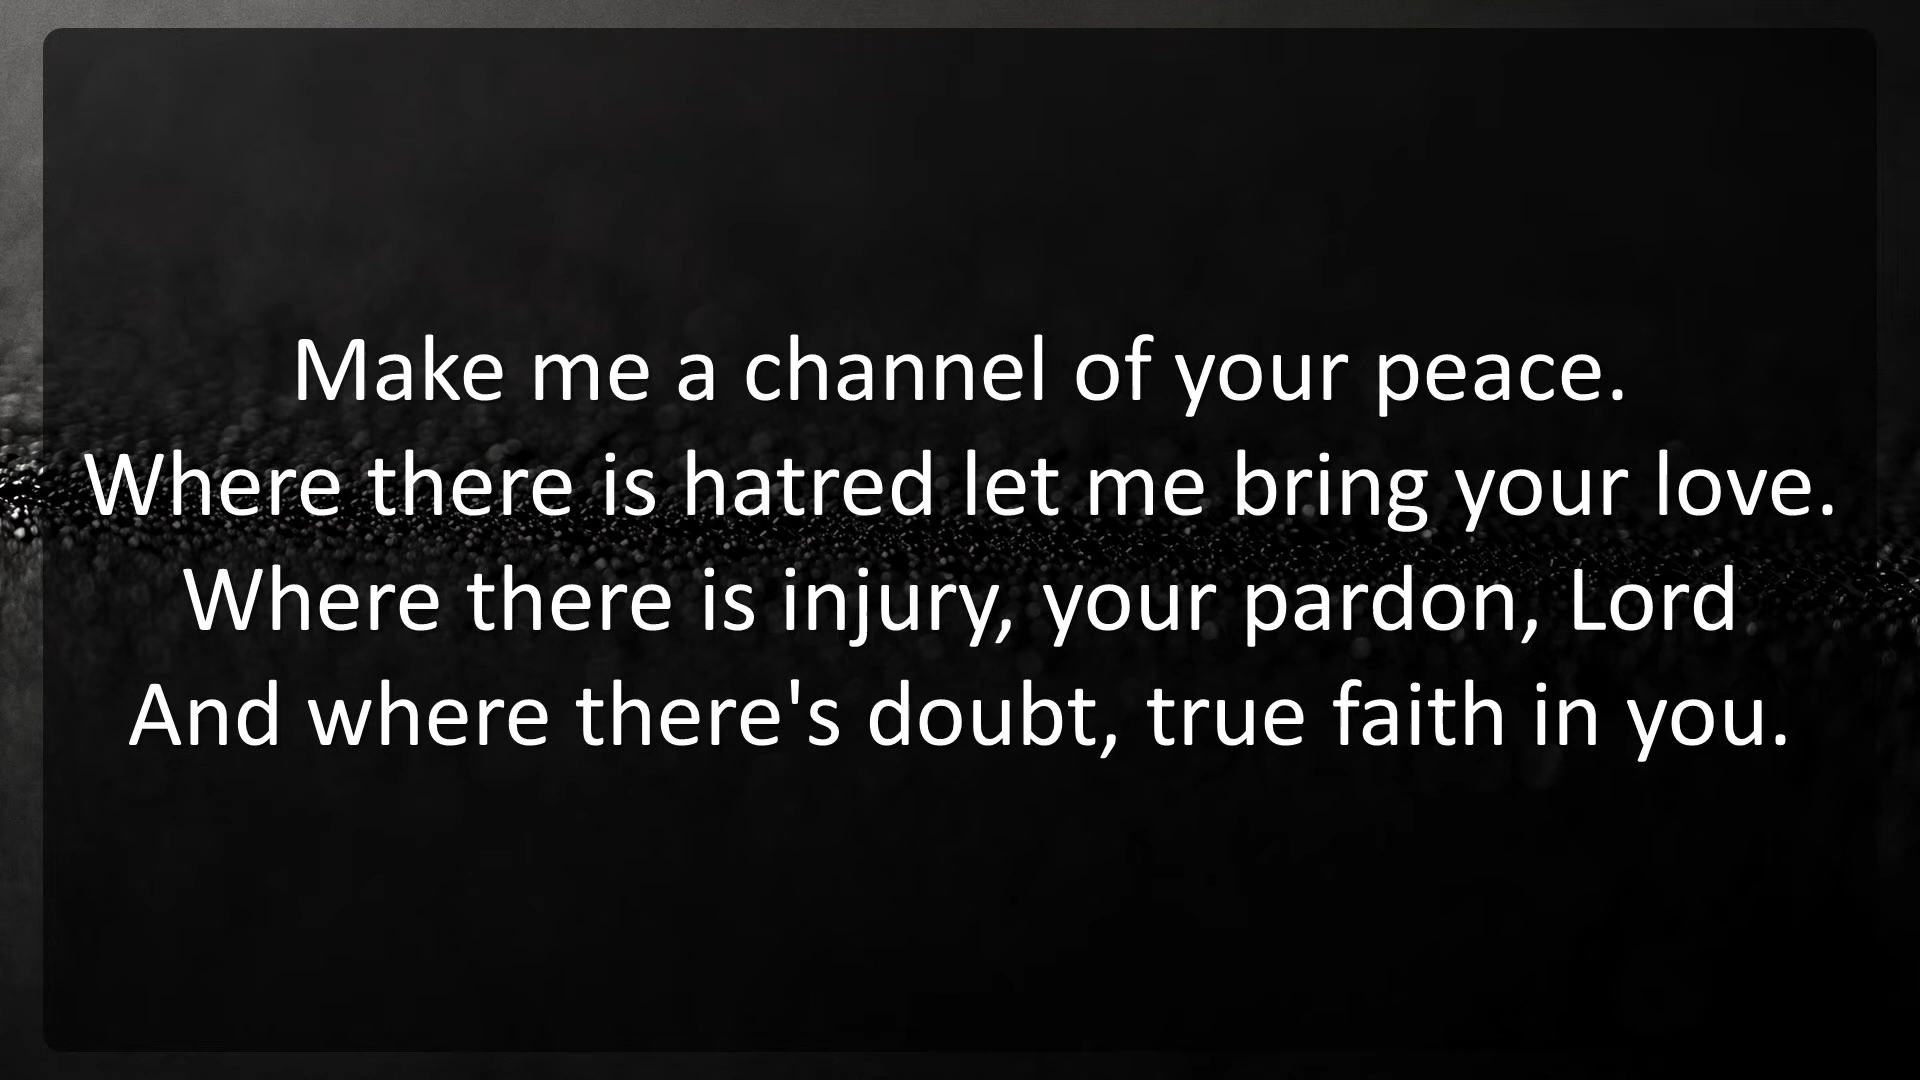 Make me a channel of your peace.
Where there is hatred let me bring your love.
Where there is injury, your pardon, Lord
And where there's doubt, true faith in you.